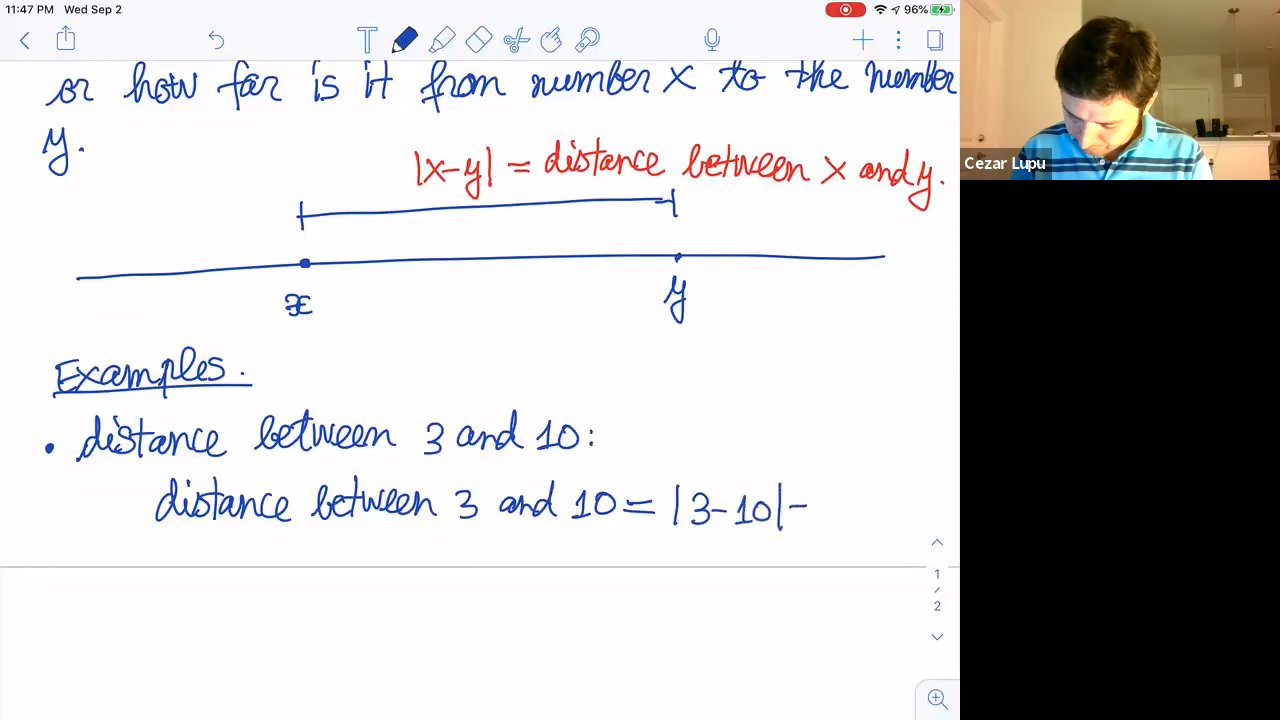 11:47 PM Wed Sep 2
96%
or how far is it from number x to the number
y.
|x-y| = distance between x and y.
x
y
Examples.
• distance between 3 and 10:
distance between 3 and 10 = |3-10| -
1
/
2
Cezar Lupu